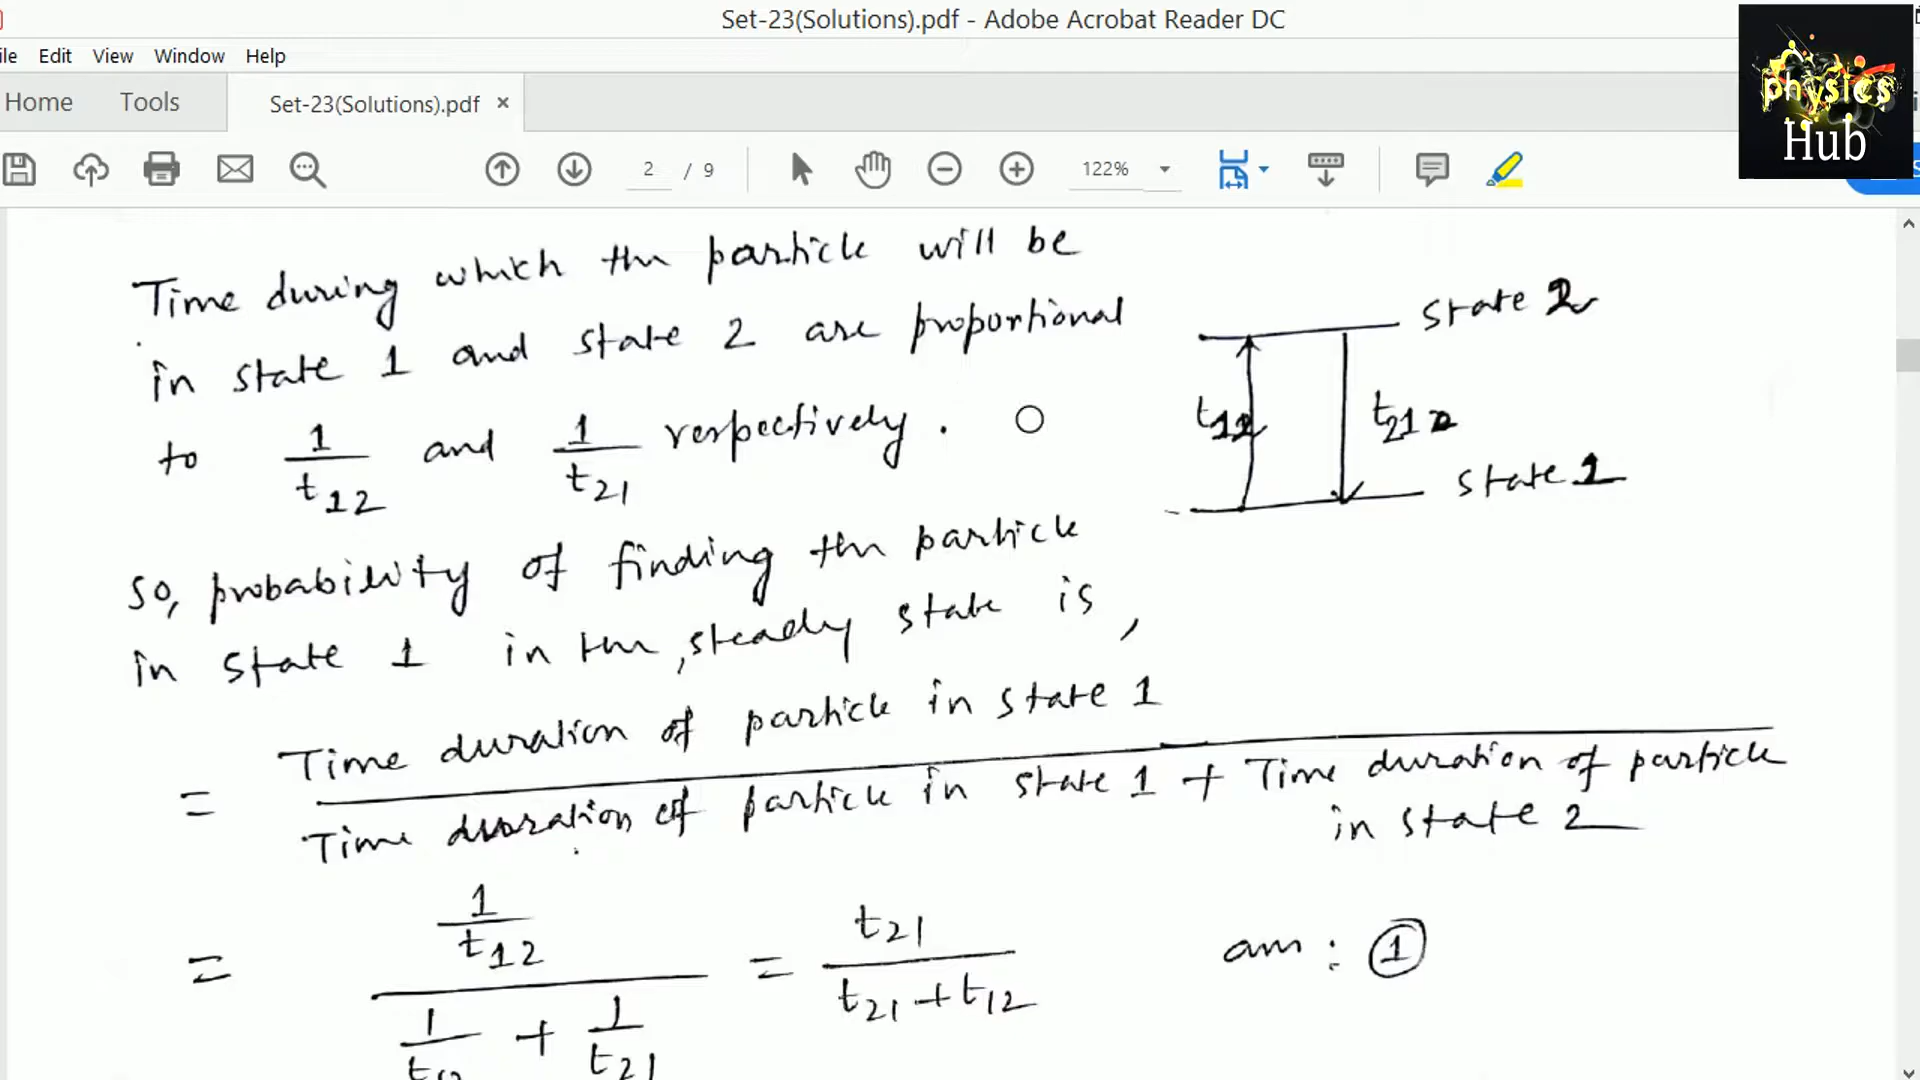 Set-23(Solutions).pdf - Adobe Acrobat Reader DC
ile Edit View Window Help
Home Tools Set-23(Solutions).pdf ×
2 / 9 122%
physics
Hub
Time during which the particle will be
in state 1 and state 2 are proportional
to 1/t12 and 1/t21 respectively.
state 2
t12 t21
state 1
So, probability of finding the particle
in state 1 in the steady state is,
= Time duration of particle in state 1
Time duration of particle in state 1 + Time duration of particle
in state 2
= (1/t12) / (1/t12 + 1/t21) = t21 / (t21 + t12) ans : 1